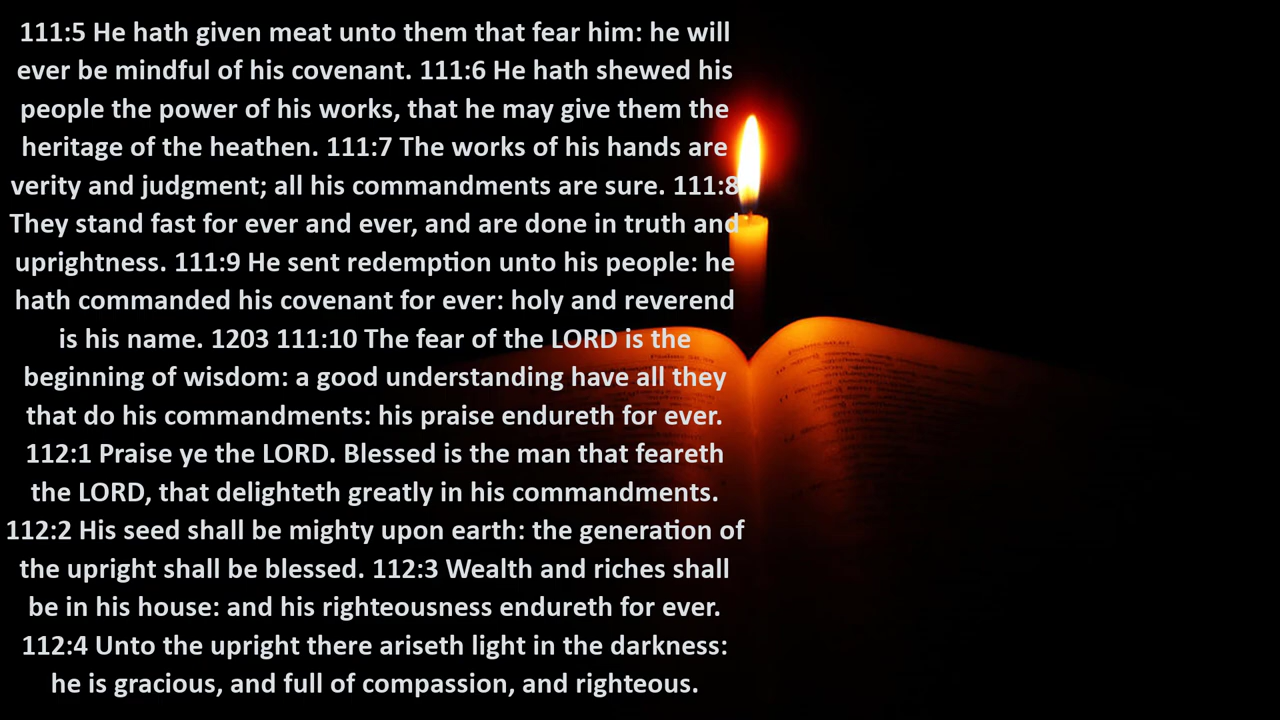 111:5 He hath given meat unto them that fear him: he will
ever be mindful of his covenant. 111:6 He hath shewed his
people the power of his works, that he may give them the
heritage of the heathen. 111:7 The works of his hands are
verity and judgment; all his commandments are sure. 111:8
They stand fast for ever and ever, and are done in truth and
uprightness. 111:9 He sent redemption unto his people: he
hath commanded his covenant for ever: holy and reverend
is his name. 1203 111:10 The fear of the LORD is the
beginning of wisdom: a good understanding have all they
that do his commandments: his praise endureth for ever.
112:1 Praise ye the LORD. Blessed is the man that feareth
the LORD, that delighteth greatly in his commandments.
112:2 His seed shall be mighty upon earth: the generation of
the upright shall be blessed. 112:3 Wealth and riches shall
be in his house: and his righteousness endureth for ever.
112:4 Unto the upright there ariseth light in the darkness:
he is gracious, and full of compassion, and righteous.